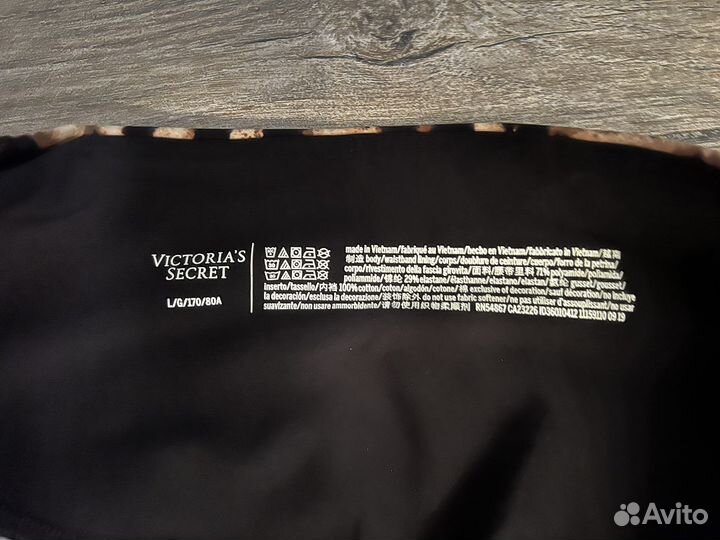 VICTORIA'S
SECRET
L/G/170/80A
made in Vietnam/fabriqué au Vietnam/hecho en Vietnam/fabbricato in Vietnam/越南
制造 body/waistband lining/corps/doublure de ceinture/cuerpo/forro de la pretina/
corpo/rivestimento della fascia girovita/面料/腰带里料 71% polyamide/poliamida/
poliammide/锦纶 29% elastane/élasthanne/elastano/elastan/氨纶 gusset/gousset/
inserto/tassello/内裆 100% cotton/coton/algodón/cotone/棉 exclusive of decoration/hand décoration/no incluye
la decoración/esclusa la decorazione/装饰除外 do not use fabric softener/ne pas utiliser d'assouplissant/no usar
suavizante/non usare ammorbidente/请勿使用织物柔顺剂 RN54867 CA23226 ID36010412 09 19
Avito